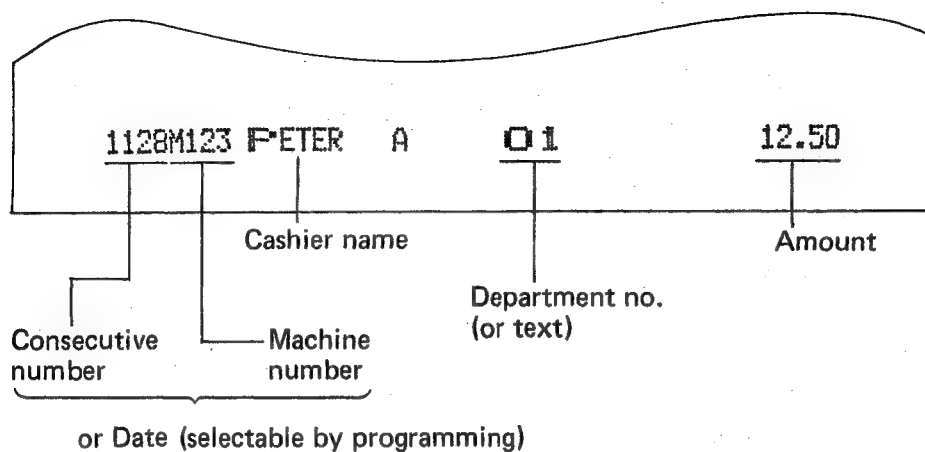 1128M123 PETER A 01 12.50
Cashier name
Amount
Department no.
(or text)
Consecutive
number
Machine
number
or Date (selectable by programming)